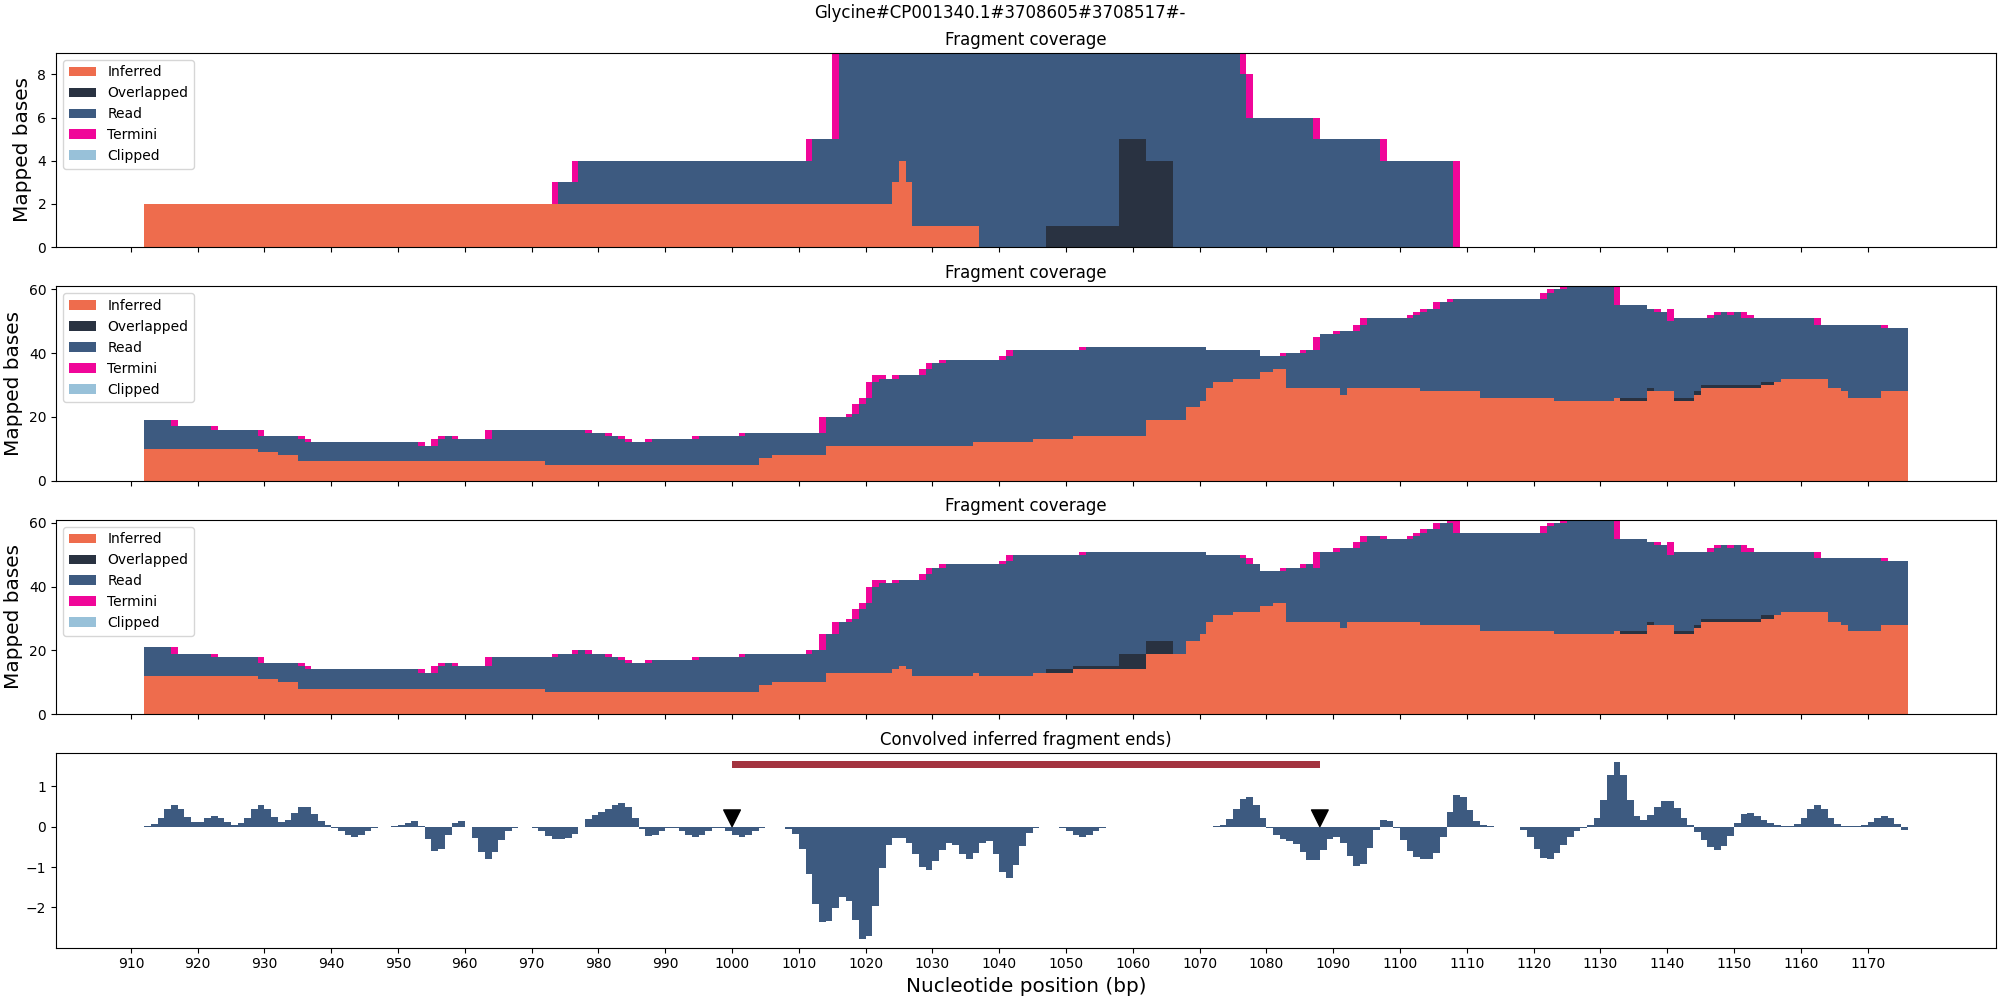 Glycine#CP001340.1#3708605#3708517#-
Fragment coverage
Mapped bases
8
6
4
2
0
Inferred
Overlapped
Read
Termini
Clipped
Fragment coverage
Mapped bases
60
40
20
0
Inferred
Overlapped
Read
Termini
Clipped
Fragment coverage
Mapped bases
60
40
20
0
Inferred
Overlapped
Read
Termini
Clipped
Convolved inferred fragment ends)
1
0
−1
−2
910 920 930 940 950 960 970 980 990 1000 1010 1020 1030 1040 1050 1060 1070 1080 1090 1100 1110 1120 1130 1140 1150 1160 1170
Nucleotide position (bp)